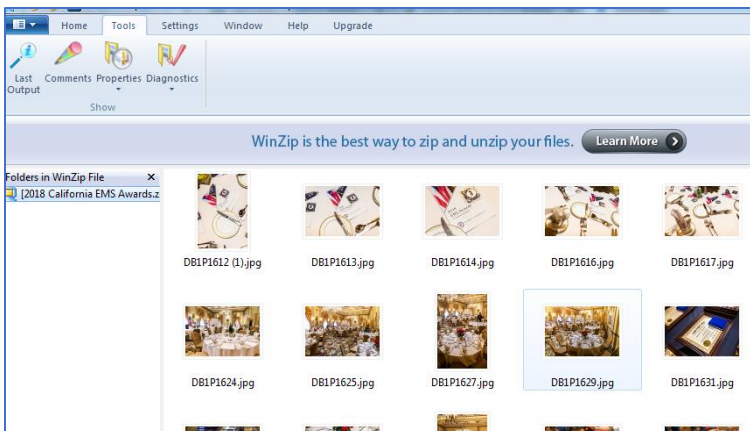 Home Tools Settings Window Help Upgrade
Last Output
Comments
Properties
Diagnostics
Show
WinZip is the best way to zip and unzip your files. Learn More
Folders in WinZip File X
[2018 California EMS Awards.z
DB1P1612 (1).jpg DB1P1613.jpg DB1P1614.jpg DB1P1616.jpg DB1P1617.jpg
DB1P1624.jpg DB1P1625.jpg DB1P1627.jpg DB1P1629.jpg DB1P1631.jpg